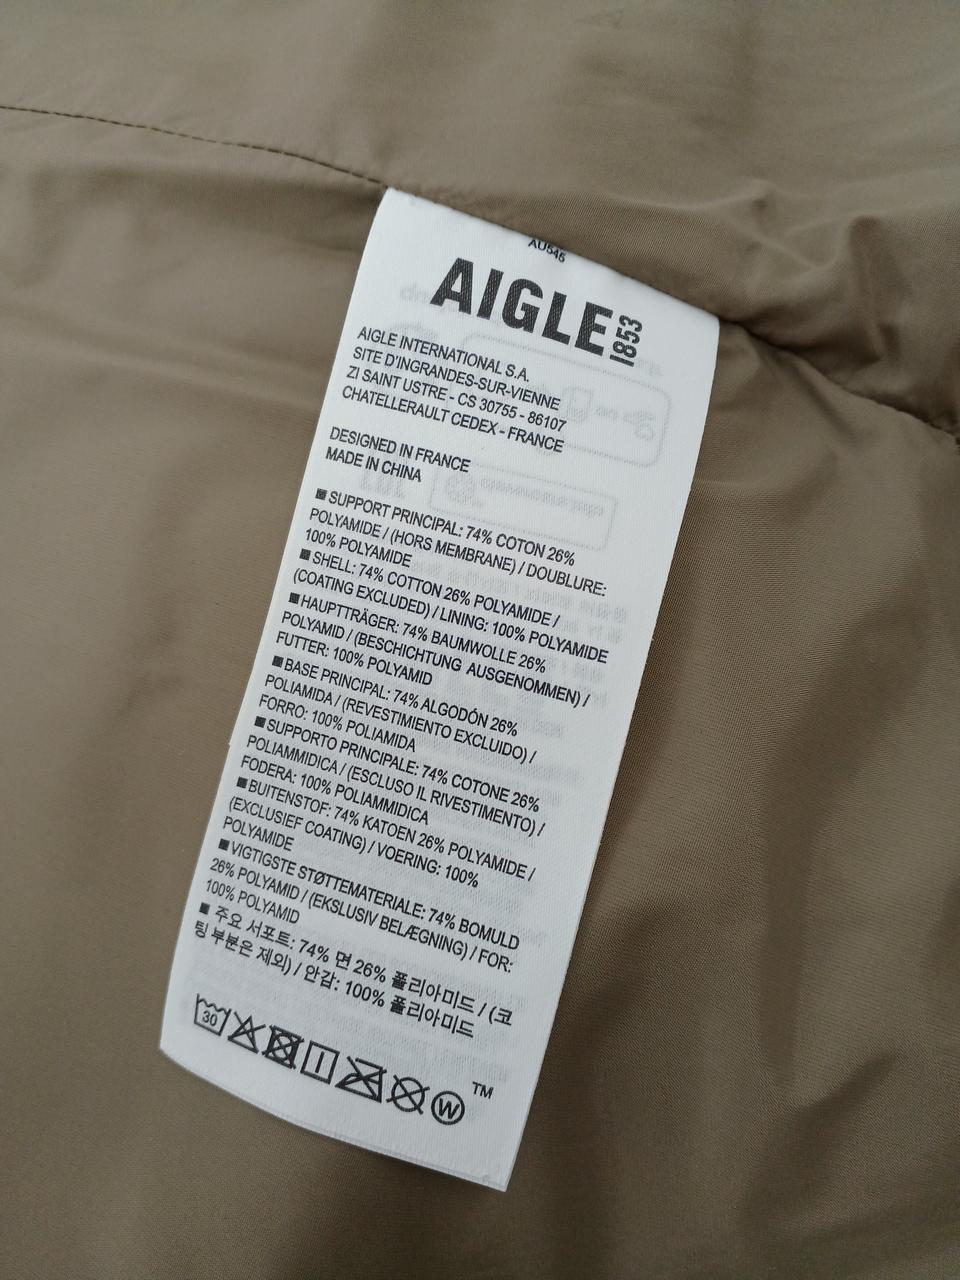 AU545
AIGLE 1853
AIGLE INTERNATIONAL S.A.
SITE D'INGRANDES-SUR-VIENNE
ZI SAINT USTRE - CS 30755 - 86107
CHATELLERAULT CEDEX - FRANCE
DESIGNED IN FRANCE
MADE IN CHINA
■ SUPPORT PRINCIPAL: 74% COTON 26%
POLYAMIDE / (HORS MEMBRANE) / DOUBLURE:
100% POLYAMIDE
■ SHELL: 74% COTTON 26% POLYAMIDE /
(COATING EXCLUDED) / LINING: 100% POLYAMIDE
■ HAUPTTRÄGER: 74% BAUMWOLLE 26%
POLYAMID / (BESCHICHTUNG AUSGENOMMEN) /
FUTTER: 100% POLYAMID
■ BASE PRINCIPAL: 74% ALGODÓN 26%
POLIAMIDA / (REVESTIMIENTO EXCLUIDO) /
FORRO: 100% POLIAMIDA
■ SUPPORTO PRINCIPALE: 74% COTONE 26%
POLIAMMIDICA / (ESCLUSO IL RIVESTIMENTO) /
FODERA: 100% POLIAMMIDICA
■ BUITENSTOF: 74% KATOEN 26% POLYAMIDE /
(EXCLUSIEF COATING) / VOERING: 100%
POLYAMIDE
■ VIGTIGSTE STØTTEMATERIALE: 74% BOMULD
26% POLYAMID / (EKSLUSIV BELÆGNING) / FOR:
100% POLYAMID
■ 주요 서포트: 74% 면 26% 폴리아미드 / (코
팅 부분은 제외) / 안감: 100% 폴리아미드
30 W TM